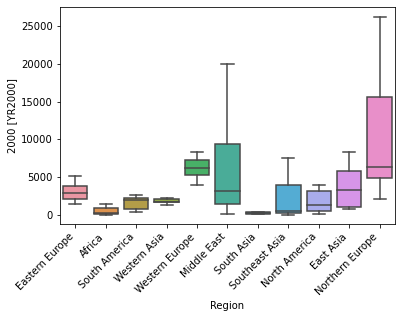 25000
20000
15000
10000
5000
0
2000 [YR2000]
Eastern Europe
Africa
South America
Western Asia
Western Europe
Middle East
South Asia
Southeast Asia
North America
East Asia
Northern Europe
Region